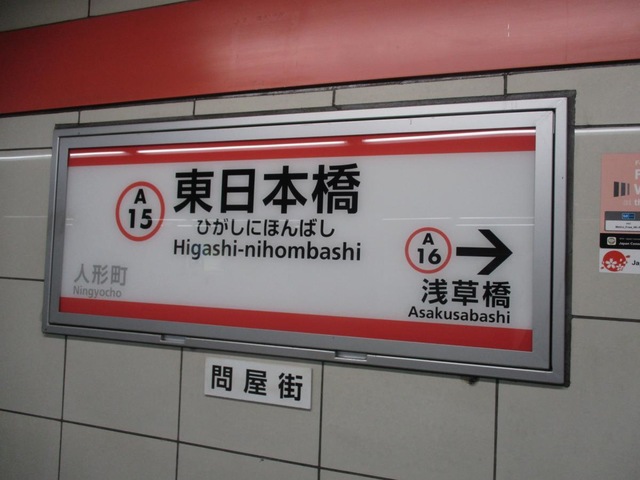 A
15
東日本橋
ひがしにほんばし
Higashi-nihombashi
人形町
Ningyocho
A
16
浅草橋
Asakusabashi
問屋街